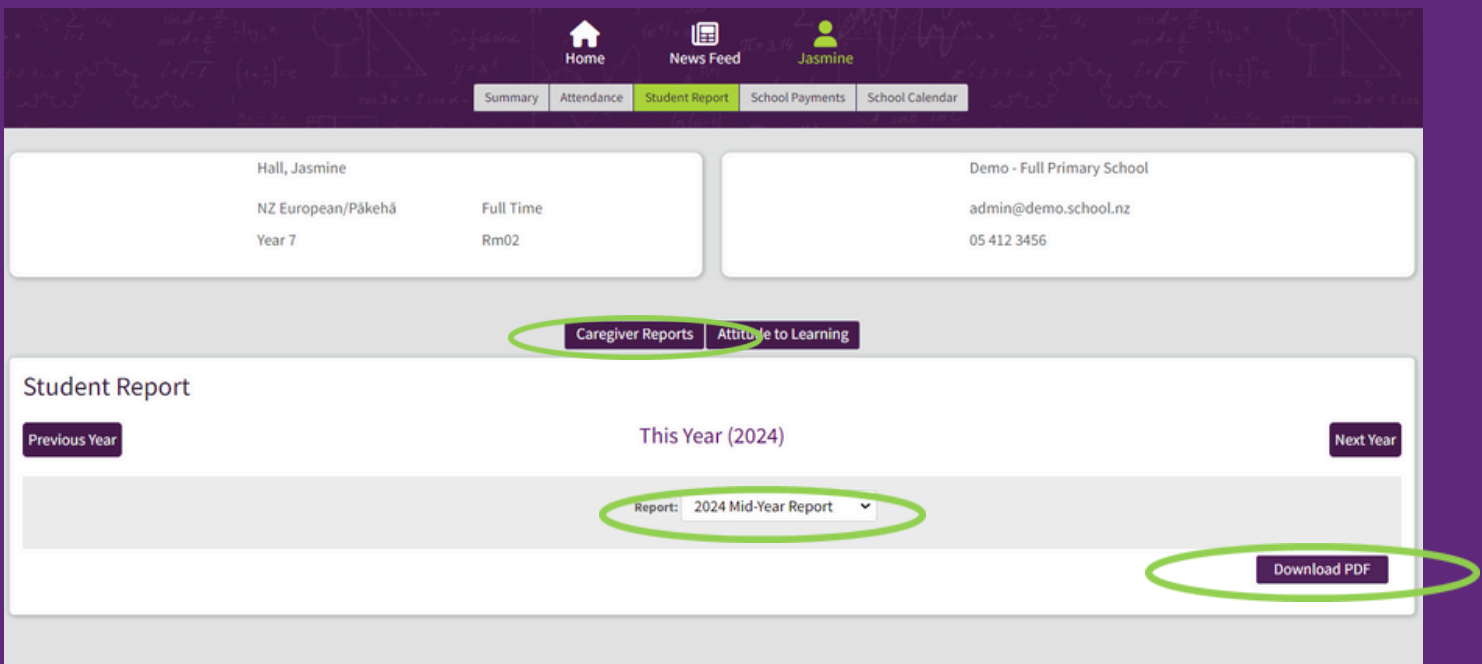 Home News Feed Jasmine
Summary Attendance Student Report School Payments School Calendar
Hall, Jasmine
NZ European/Pākehā Full Time
Year 7 Rm02
Demo - Full Primary School
admin@demo.school.nz
05 412 3456
Caregiver Reports Attitude to Learning
Student Report
Previous Year This Year (2024) Next Year
Report: 2024 Mid-Year Report
Download PDF